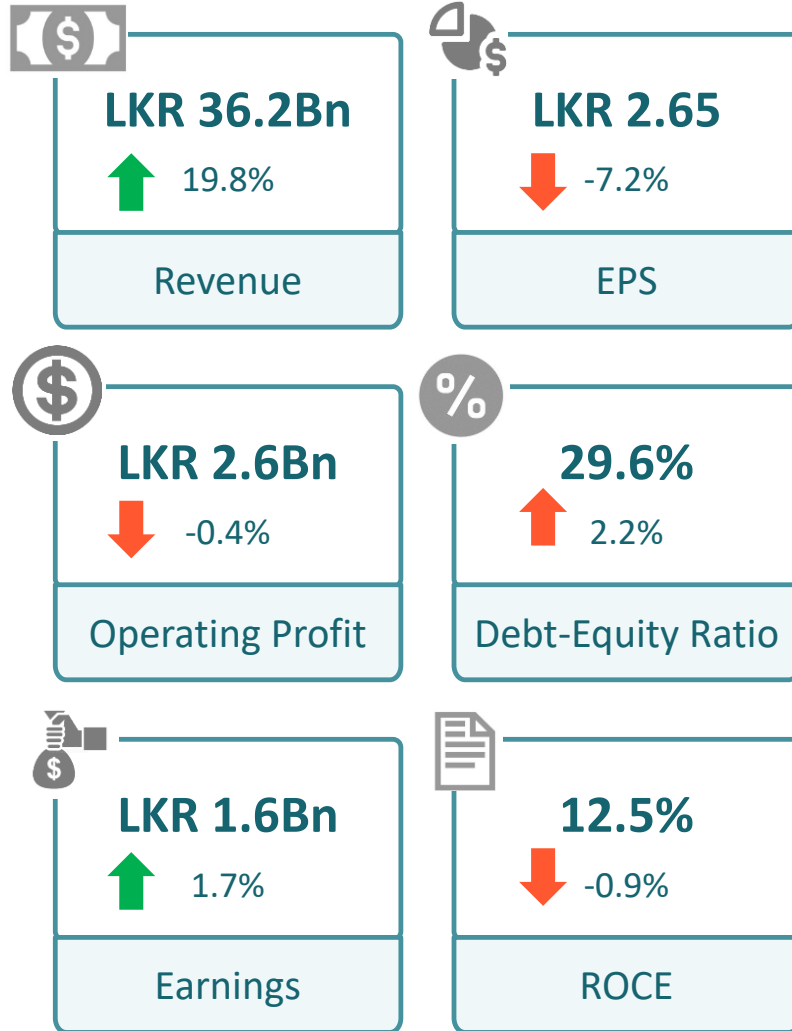 $
LKR 36.2Bn
19.8%
Revenue
$
LKR 2.65
-7.2%
EPS
$
LKR 2.6Bn
-0.4%
Operating Profit
%
29.6%
2.2%
Debt-Equity Ratio
$
LKR 1.6Bn
1.7%
Earnings
12.5%
-0.9%
ROCE